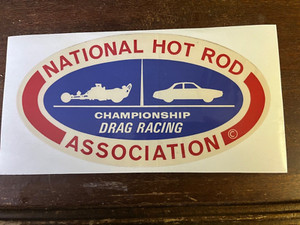 NATIONAL HOT ROD
CHAMPIONSHIP
DRAG RACING
ASSOCIATION ©